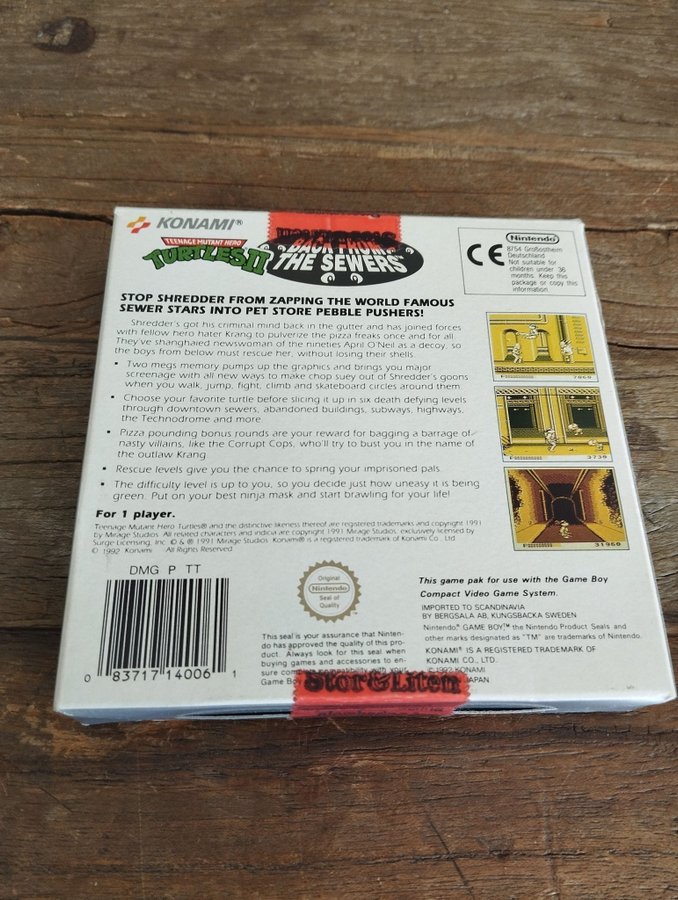 KONAMI®
TEENAGE MUTANT HERO
TURTLES II
BACK FROM
THE SEWERS™
CE
Nintendo
8754 Großostheim
Deutschland
Not suitable for
children under 36
months. Keep this
package or copy this
information.
STOP SHREDDER FROM ZAPPING THE WORLD FAMOUS
SEWER STARS INTO PET STORE PEBBLE PUSHERS!
Shredder's got his criminal mind back in the gutter and has joined forces
with fellow hero hater Krang to pulverize the pizza freaks once and for all.
They've shanghaied newswoman of the nineties April O'Neil as a decoy, so
the boys from below must rescue her, without losing their shells.
• Two megs memory pumps up the graphics and brings you major
screenage with all new ways to make chop suey out of Shredder's goons
when you walk, jump, fight, climb and skateboard circles around them.
• Choose your favorite turtle before slicing it up in six death defying levels
through downtown sewers, abandoned buildings, subways, highways,
the Technodrome and more.
• Pizza pounding bonus rounds are your reward for bagging a barrage of
nasty villains, like the Corrupt Cops, who'll try to bust you in the name of
the outlaw Krang.
• Rescue levels give you the chance to spring your imprisoned pals.
• The difficulty level is up to you, so you decide just how uneasy it is being
green. Put on your best ninja mask and start brawling for your life!
For 1 player.
Teenage Mutant Hero Turtles® and the distinctive likeness thereof are registered trademarks and copyright 1991
by Mirage Studios. All related characters and indicia are copyright 1991 Mirage Studios, exclusively licensed by
Surge Licensing, Inc. © & ® 1991 Mirage Studios. Konami® is a registered trademark of Konami Co., Ltd.
© 1992 Konami All Rights Reserved.
7069
3739
31960
DMG P TT
0 83717 14006 1
Original
Nintendo
Seal of
Quality
This seal is your assurance that Ninten-
do has approved the quality of this pro-
duct. Always look for this seal when
buying games and accessories to en-
sure complete compatibility with your
Game Boy
Stor&Liten
This game pak for use with the Game Boy
Compact Video Game System.
IMPORTED TO SCANDINAVIA
BY BERGSALA AB, KUNGSBACKA SWEDEN
Nintendo,® GAME BOY,™ the Nintendo Product Seals and
other marks designated as "TM" are trademarks of Nintendo.
KONAMI® IS A REGISTERED TRADEMARK OF
KONAMI CO., LTD.
© 1992 KONAMI
JAPAN